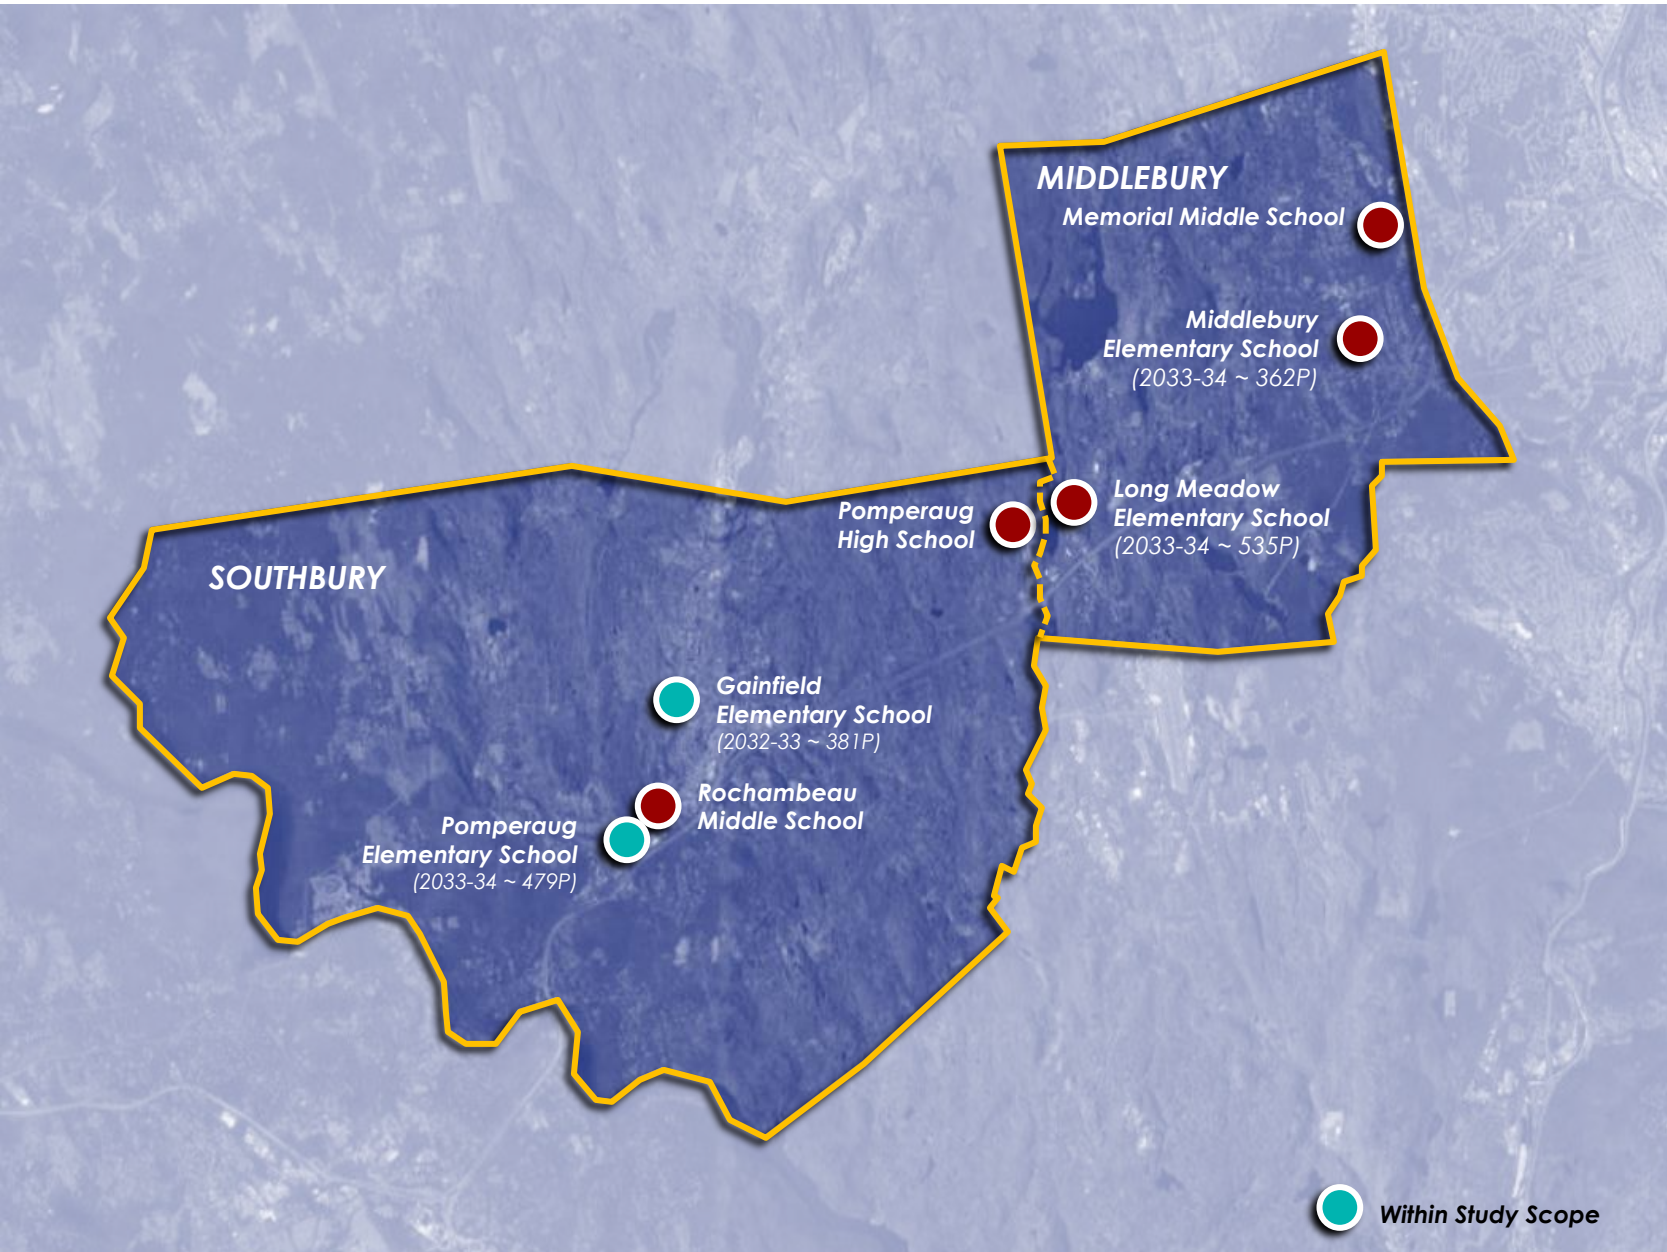 MIDDLEBURY
Memorial Middle School
Middlebury
Elementary School
(2033-34 ~ 362P)
Long Meadow
Elementary School
(2033-34 ~ 535P)
Pomperaug
High School
SOUTHBURY
Gainfield
Elementary School
(2032-33 ~ 381P)
Rochambeau
Middle School
Pomperaug
Elementary School
(2033-34 ~ 479P)
Within Study Scope